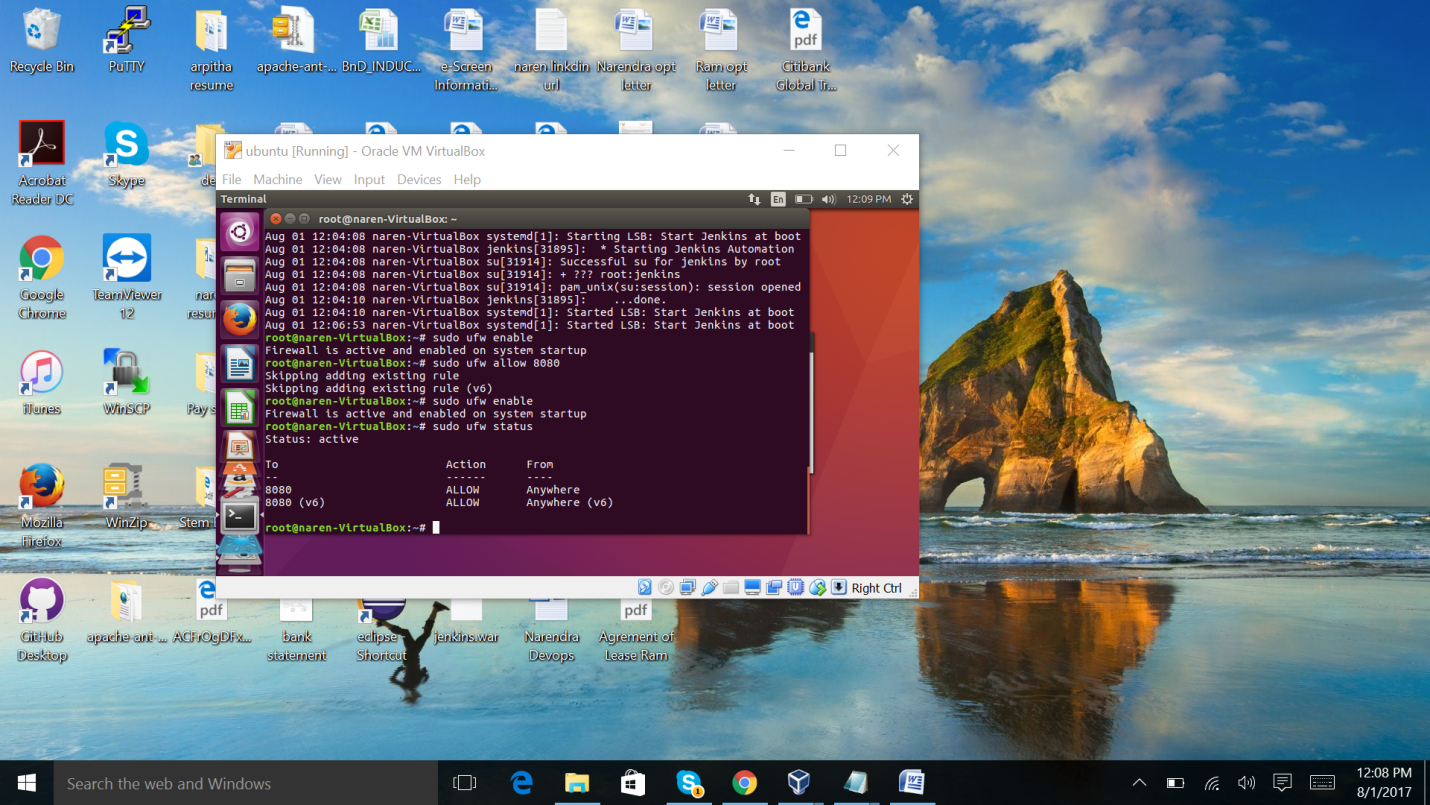 Recycle Bin
PuTTY
arpitha
resume
apache-ant-...
BnD_INDUC...
e-Screen
Informati...
naren linkdin
url
Narendra opt
letter
Ram opt
letter
pdf
Citibank
Global Tr...
Acrobat
Reader DC
Skype
de
Google
Chrome
TeamViewer
12
nar
resur
iTunes
WinSCP
Pay s
Mozilla
Firefox
WinZip
Stem
GitHub
Desktop
apache-ant-...
pdf
ACFrOgDFx...
bank
statement
eclipse -
Shortcut
jenkins.war
Narendra
Devops
pdf
Agrement of
Lease Ram
ubuntu [Running] - Oracle VM VirtualBox
File Machine View Input Devices Help
Terminal En 12:09 PM
root@naren-VirtualBox: ~
Aug 01 12:04:08 naren-VirtualBox systemd[1]: Starting LSB: Start Jenkins at boot
Aug 01 12:04:08 naren-VirtualBox jenkins[31895]:  * Starting Jenkins Automation
Aug 01 12:04:08 naren-VirtualBox su[31914]: Successful su for jenkins by root
Aug 01 12:04:08 naren-VirtualBox su[31914]: + ??? root:jenkins
Aug 01 12:04:08 naren-VirtualBox su[31914]: pam_unix(su:session): session opened
Aug 01 12:04:10 naren-VirtualBox jenkins[31895]:    ...done.
Aug 01 12:04:10 naren-VirtualBox systemd[1]: Started LSB: Start Jenkins at boot
Aug 01 12:06:53 naren-VirtualBox systemd[1]: Started LSB: Start Jenkins at boot
root@naren-VirtualBox:~# sudo ufw enable
Firewall is active and enabled on system startup
root@naren-VirtualBox:~# sudo ufw allow 8080
Skipping adding existing rule
Skipping adding existing rule (v6)
root@naren-VirtualBox:~# sudo ufw enable
Firewall is active and enabled on system startup
root@naren-VirtualBox:~# sudo ufw status
Status: active
To Action From
-- ------ ----
8080 ALLOW Anywhere
8080 (v6) ALLOW Anywhere (v6)
root@naren-VirtualBox:~#
Right Ctrl
Search the web and Windows
1
12:08 PM
8/1/2017